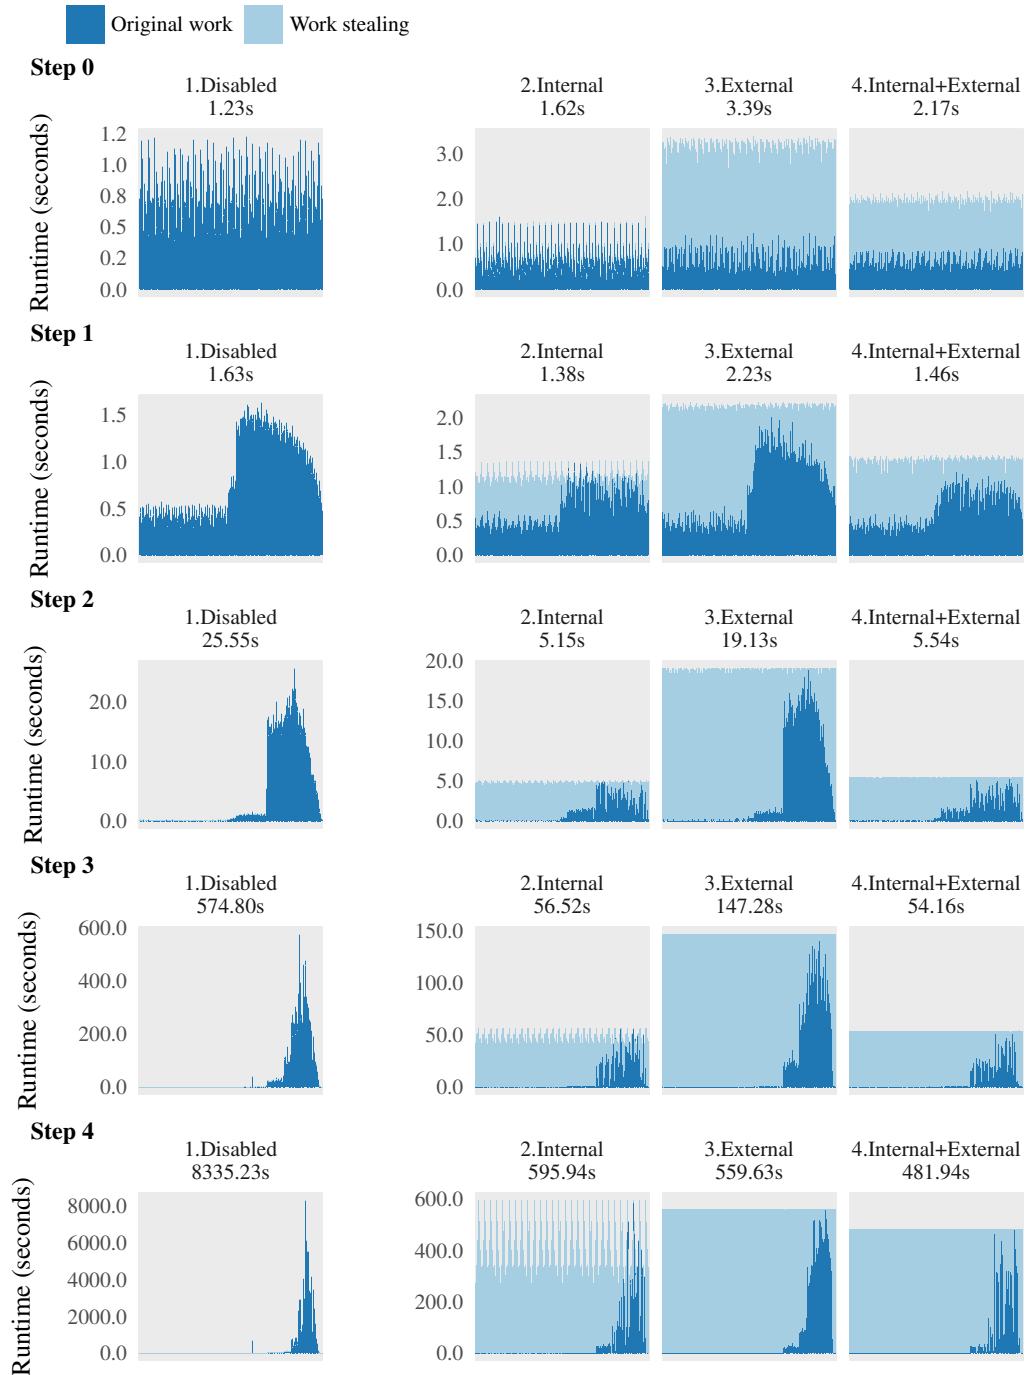 Original work
Work stealing
Step 0
1.Disabled
1.23s
2.Internal
1.62s
3.External
3.39s
4.Internal+External
2.17s
Runtime (seconds)
1.2
1.0
0.8
0.5
0.2
0.0
3.0
2.0
1.0
0.0
Step 1
1.Disabled
1.63s
2.Internal
1.38s
3.External
2.23s
4.Internal+External
1.46s
Runtime (seconds)
1.5
1.0
0.5
0.0
2.0
1.5
1.0
0.5
0.0
Step 2
1.Disabled
25.55s
2.Internal
5.15s
3.External
19.13s
4.Internal+External
5.54s
Runtime (seconds)
20.0
10.0
0.0
20.0
15.0
10.0
5.0
0.0
Step 3
1.Disabled
574.80s
2.Internal
56.52s
3.External
147.28s
4.Internal+External
54.16s
Runtime (seconds)
600.0
400.0
200.0
0.0
150.0
100.0
50.0
0.0
Step 4
1.Disabled
8335.23s
2.Internal
595.94s
3.External
559.63s
4.Internal+External
481.94s
Runtime (seconds)
8000.0
6000.0
4000.0
2000.0
0.0
600.0
400.0
200.0
0.0